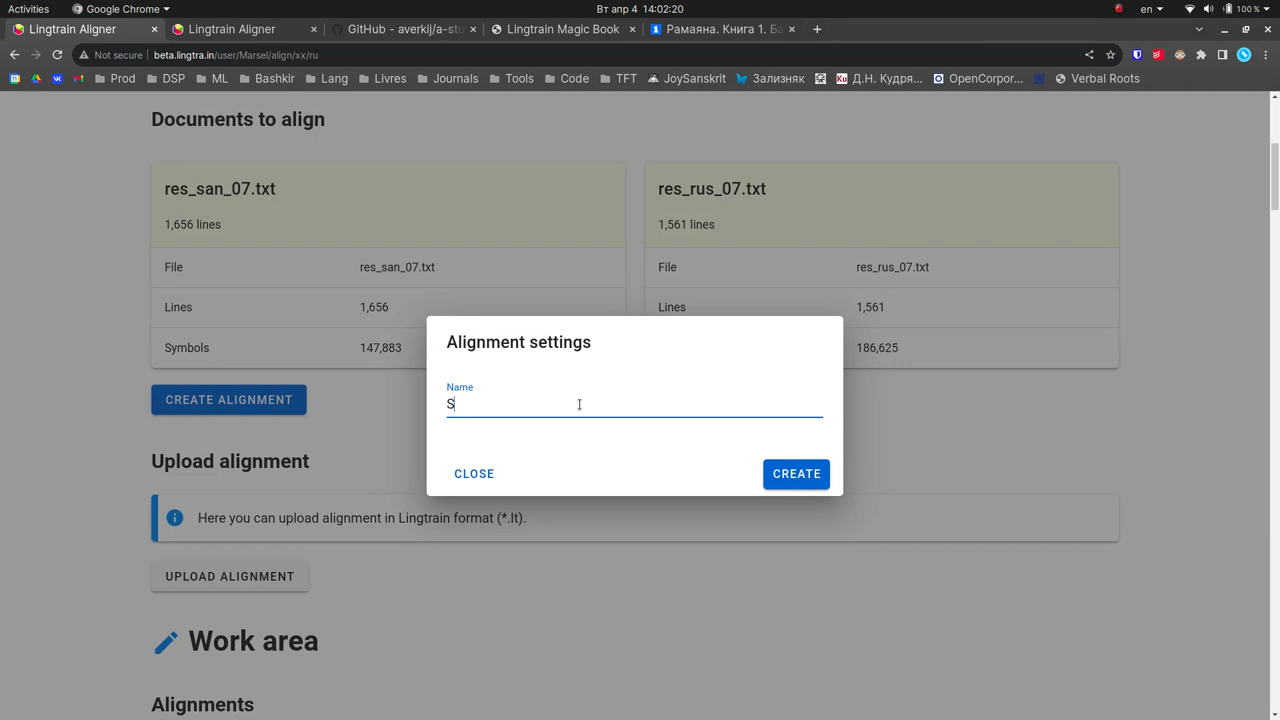 Activities
Google Chrome
Вт апр 4 14:02:20
en
100 %
Lingtrain Aligner
Lingtrain Aligner
GitHub - averkij/a-stu
Lingtrain Magic Book
Рамаяна. Книга 1. Ба
Not secure
beta.lingtra.in/user/Marsel/align/xx/ru
Prod
DSP
ML
Bashkir
Lang
Livres
Journals
Tools
Code
TFT
JoySanskrit
Зализняк
Д.Н. Кудря...
OpenCorpor...
Verbal Roots
Documents to align
res_san_07.txt
1,656 lines
File res_san_07.txt
Lines 1,656
Symbols 147,883
res_rus_07.txt
1,561 lines
File res_rus_07.txt
Lines 1,561
186,625
CREATE ALIGNMENT
Alignment settings
Name
S
CLOSE
CREATE
Upload alignment
Here you can upload alignment in Lingtrain format (*.lt).
UPLOAD ALIGNMENT
Work area
Alignments